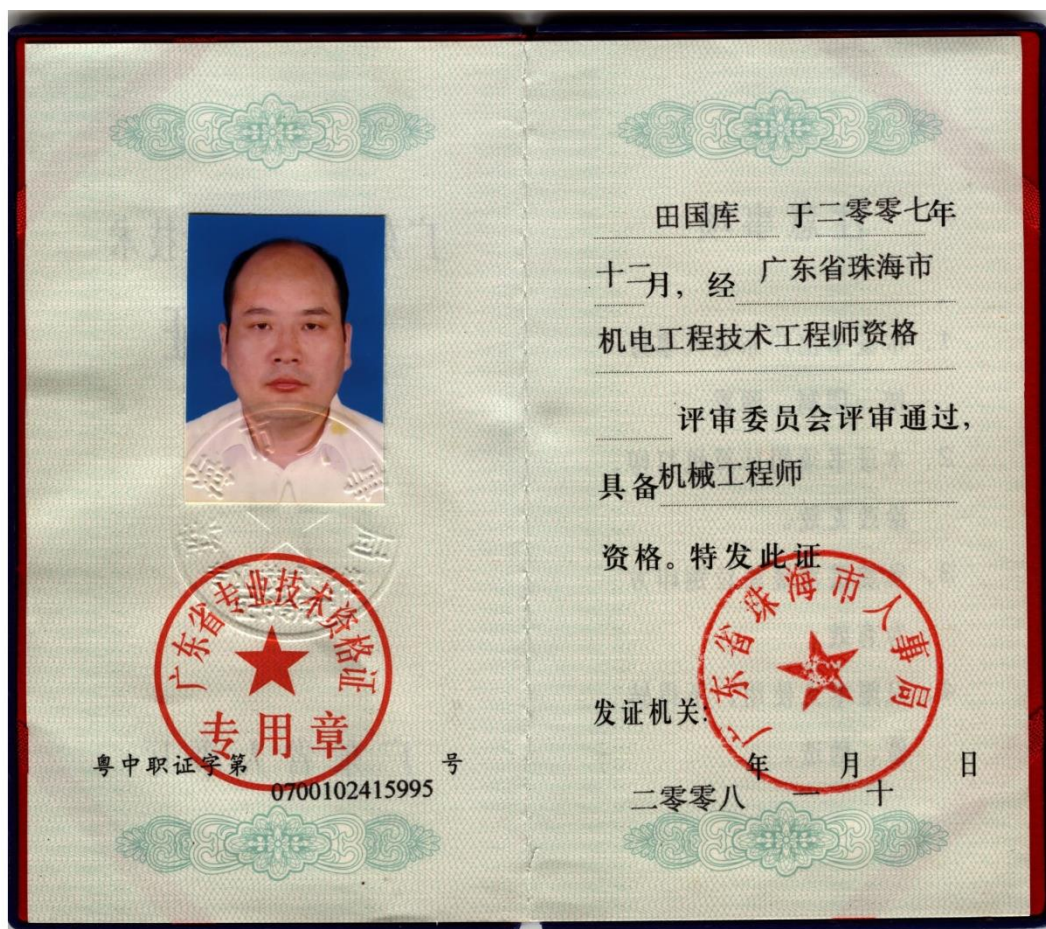 广东省专业技术资格证
专用章
粤中职证字第 号
0700102415995
田国库 于二零零七年
十二月，经 广东省珠海市
机电工程技术工程师资格
评审委员会评审通过，
具备机械工程师
资格。特发此证
广东省珠海市人事局
发证机关：
年 月 日
二零零八 一 十